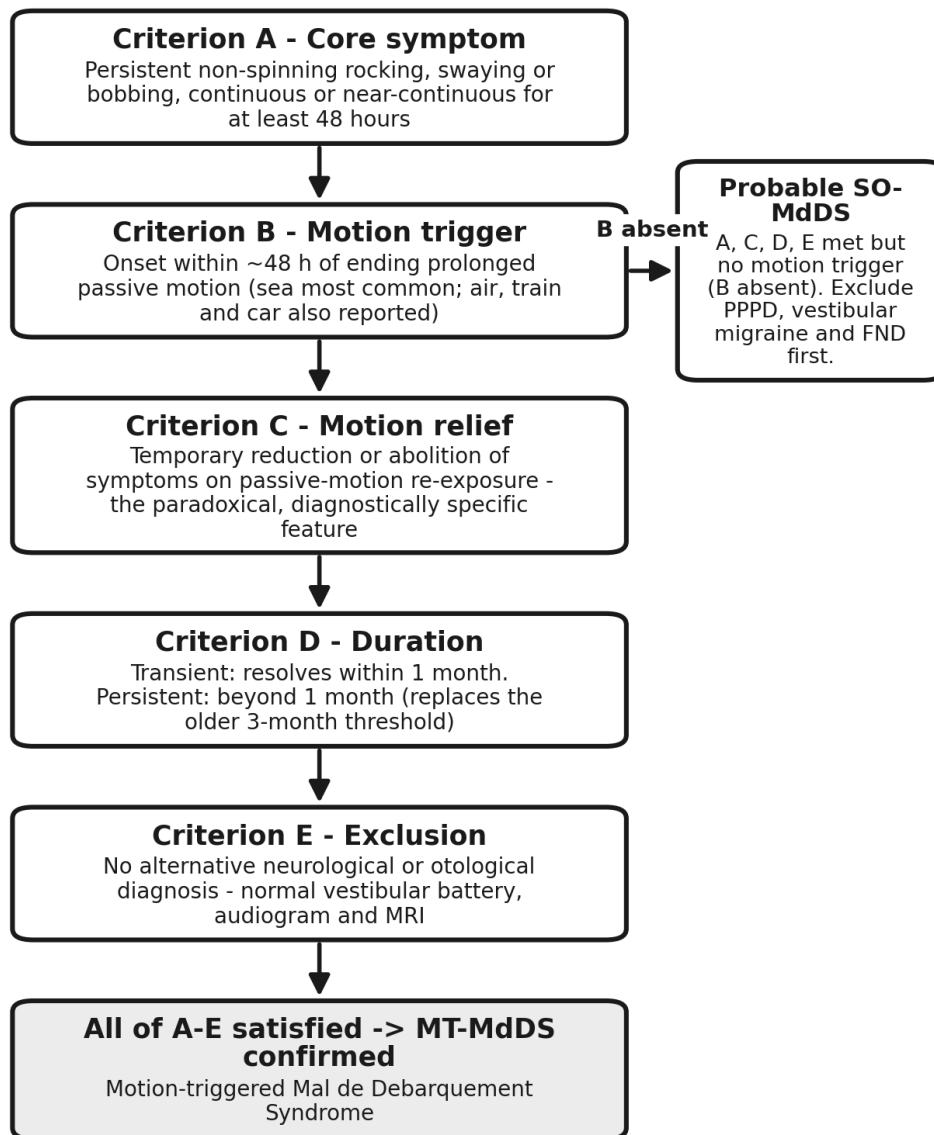 Criterion A - Core symptom
Persistent non-spinning rocking, swaying or
bobbing, continuous or near-continuous for
at least 48 hours
Criterion B - Motion trigger
Onset within ~48 h of ending prolonged
passive motion (sea most common; air, train
and car also reported)
B absent
Probable SO-
MdDS
A, C, D, E met but
no motion trigger
(B absent). Exclude
PPPD, vestibular
migraine and FND
first.
Criterion C - Motion relief
Temporary reduction or abolition of
symptoms on passive-motion re-exposure -
the paradoxical, diagnostically specific
feature
Criterion D - Duration
Transient: resolves within 1 month.
Persistent: beyond 1 month (replaces the
older 3-month threshold)
Criterion E - Exclusion
No alternative neurological or otological
diagnosis - normal vestibular battery,
audiogram and MRI
All of A-E satisfied -> MT-MdDS
confirmed
Motion-triggered Mal de Debarquement
Syndrome